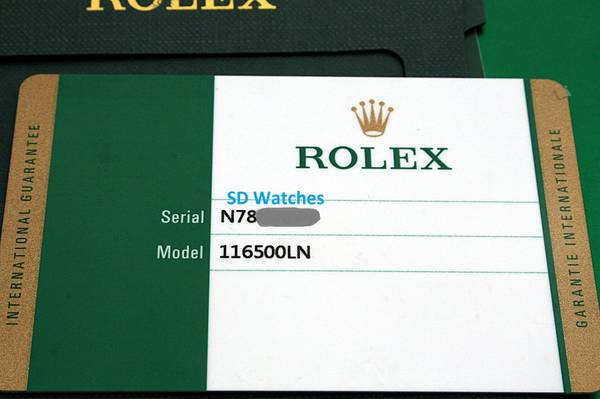 ROLEX
INTERNATIONAL GUARANTEE
ROLEX
SD Watches
Serial N78
Model 116500LN
GARANTIE INTERNATIONALE